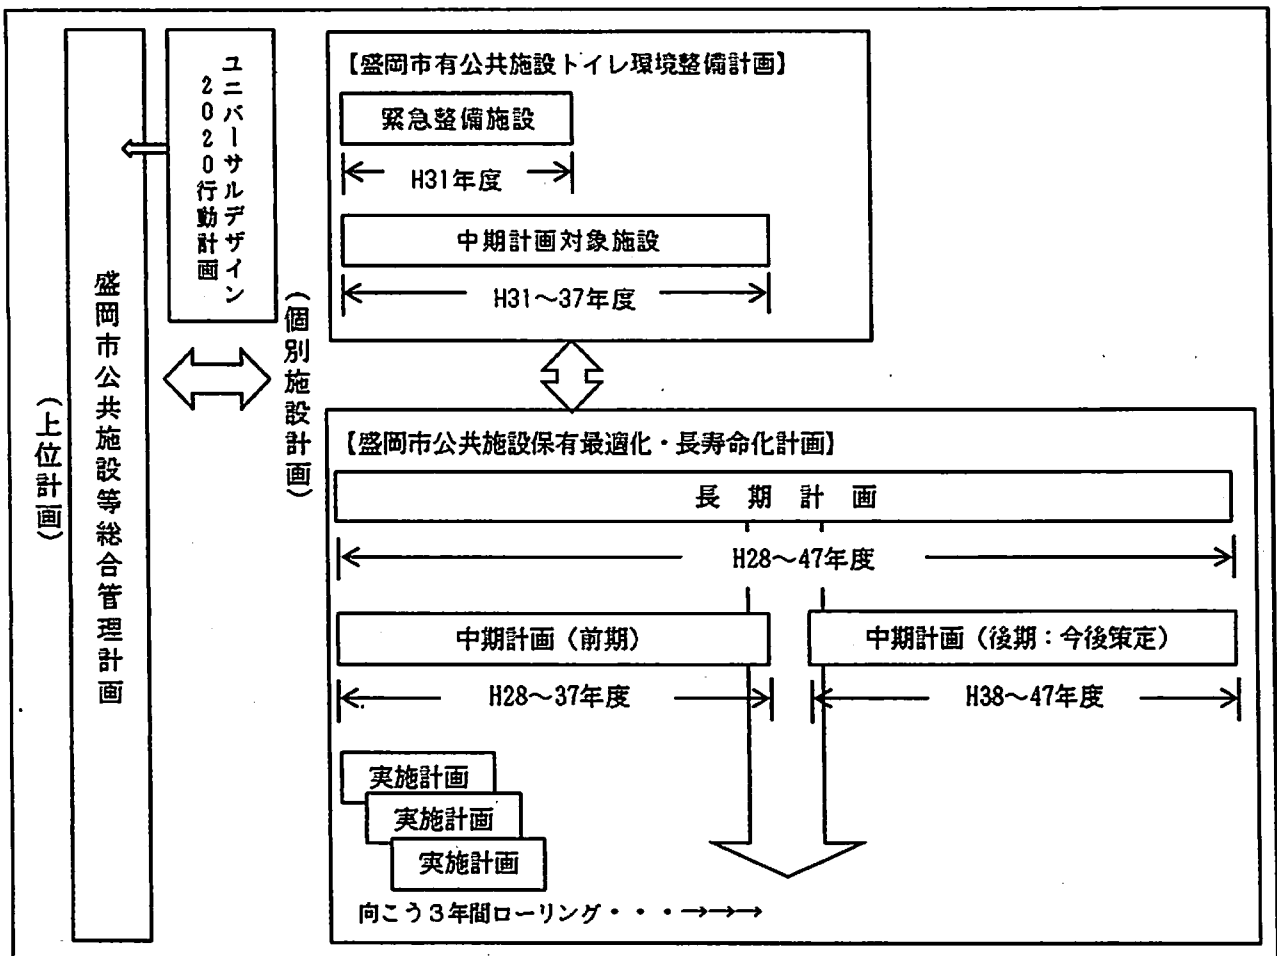 (上位計画)
盛岡市公共施設等総合管理計画
ユニバーサルデザイン
2020行動計画
(個別施設計画)
【盛岡市有公共施設トイレ環境整備計画】
緊急整備施設
H31年度
中期計画対象施設
H31～37年度
【盛岡市公共施設保有最適化・長寿命化計画】
長期計画
H28～47年度
中期計画(前期)
中期計画(後期:今後策定)
H28～37年度
H38～47年度
実施計画
実施計画
実施計画
向こう3年間ローリング・・・→→→